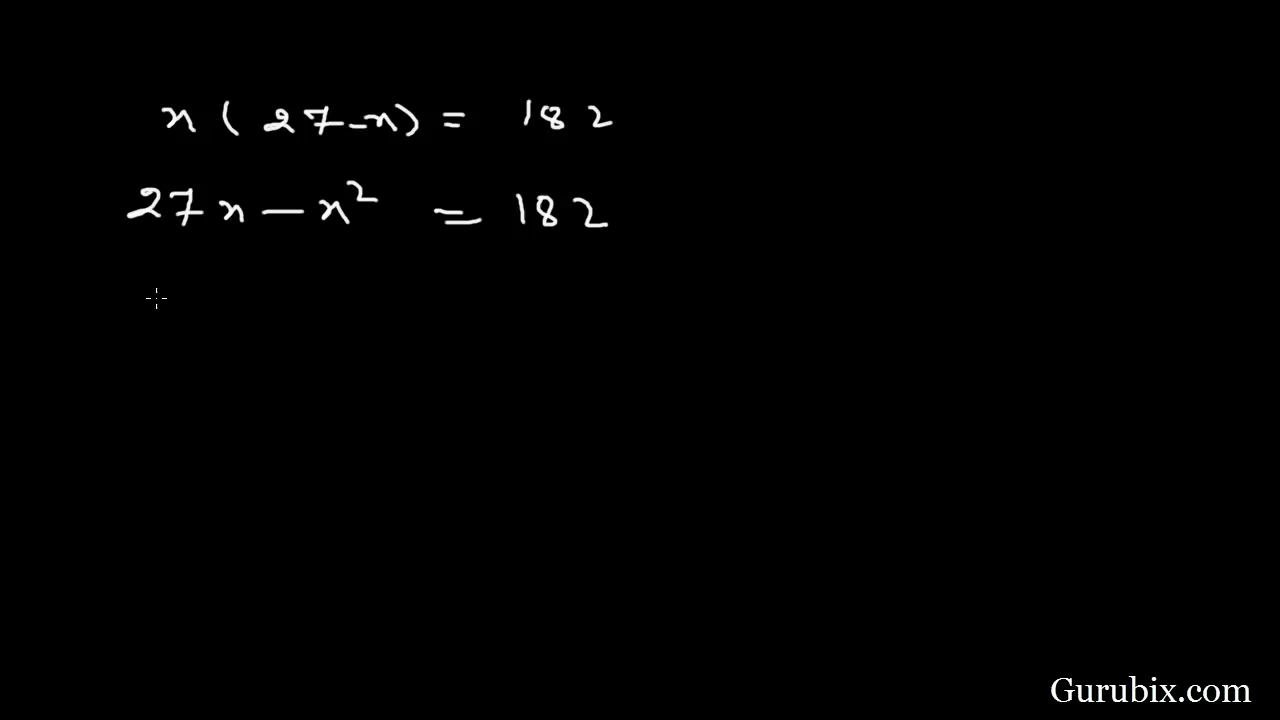 x(27-x) = 182
27x - x² = 182
Gurubix.com